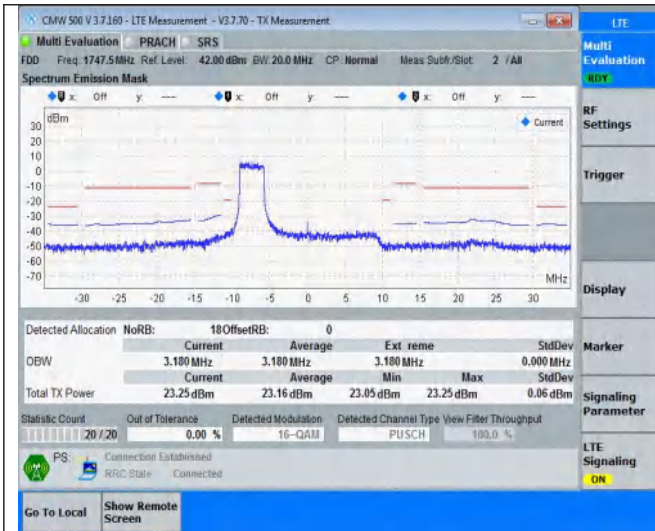 CMW 500 V 3.7.160 - LTE Measurement - V3.7.70 - TX Measurement
LTE
Multi Evaluation PRACH SRS
Multi Evaluation
RDY
FDD Freq.:1747.5MHz Ref. Level: 42.00 dBm BW: 20.0 MHz CP: Normal Meas Subfr./Slot: 2 /All
Spectrum Emission Mask
x: Off y: --- x: Off y: --- x: Off y: ---
dBm
Current
30
20
10
0
-10
-20
-30
-40
-50
-60
-70
MHz
-30 -25 -20 -15 -10 -5 0 5 10 15 20 25 30
RF Settings
Trigger
Display
Marker
Signaling Parameter
LTE Signaling
ON
Detected Allocation NoRB: 18OffsetRB: 0
Current Average Ext reme StdDev
OBW 3.180 MHz 3.180 MHz 3.180 MHz 0.000 MHz
Current Average Min Max StdDev
Total TX Power 23.25 dBm 23.16 dBm 23.05 dBm 23.25 dBm 0.06 dBm
Statistic Count Out of Tolerance Detected Modulation Detected Channel Type View Filter Throughput
20 / 20 0.00 % 16-QAM PUSCH 100.0 %
PS: Connection Established
RRC State Connected
Go To Local
Show Remote Screen